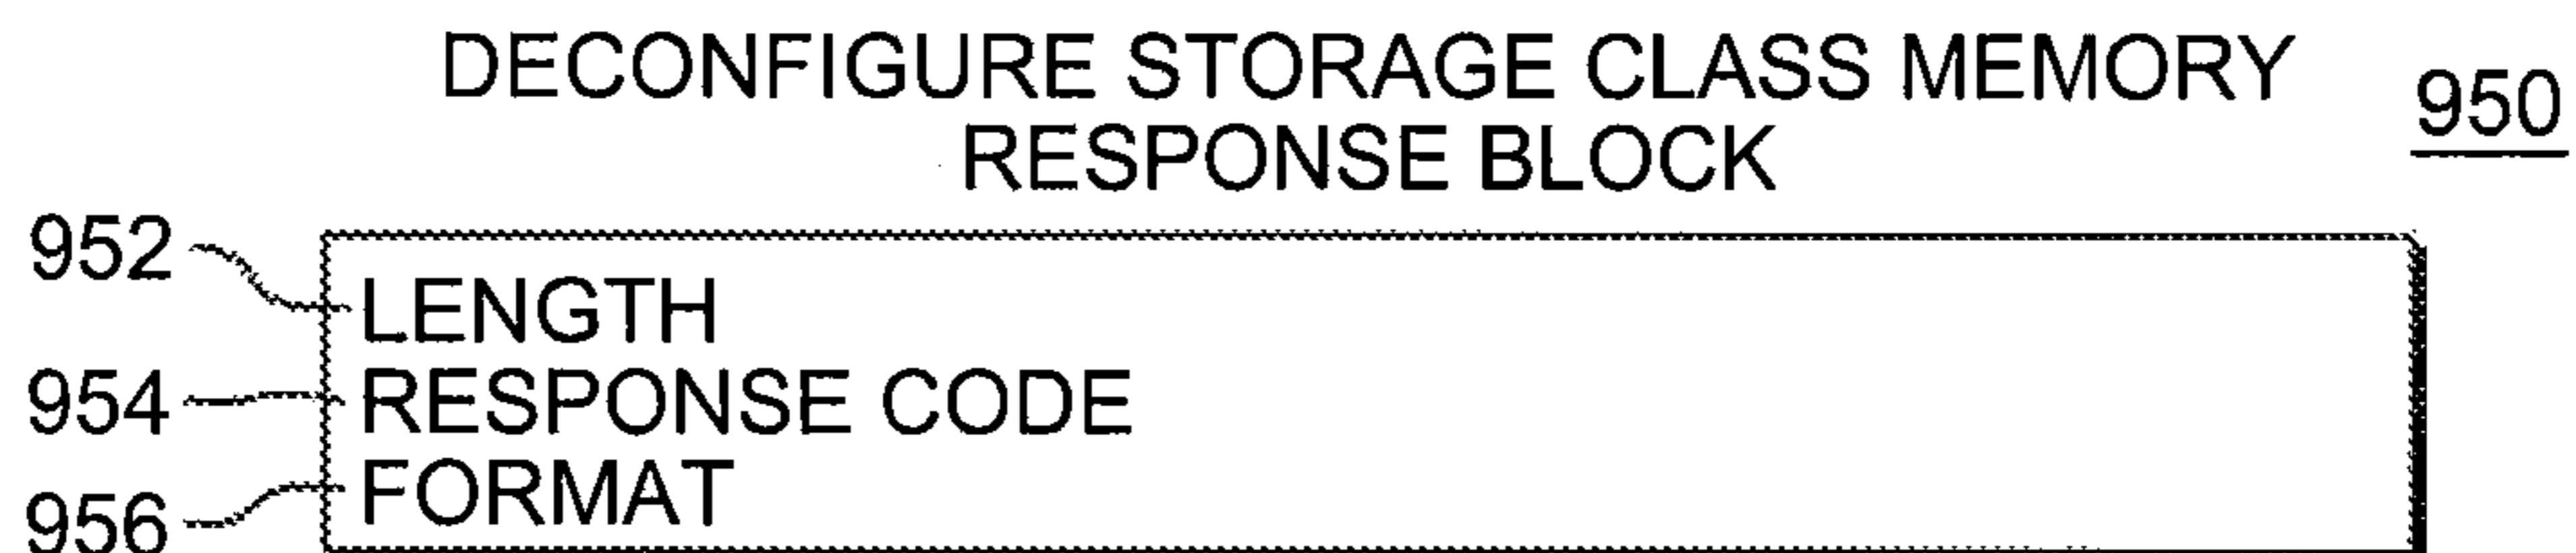 DECONFIGURE STORAGE CLASS MEMORY
RESPONSE BLOCK
950
952 LENGTH
954 RESPONSE CODE
956 FORMAT